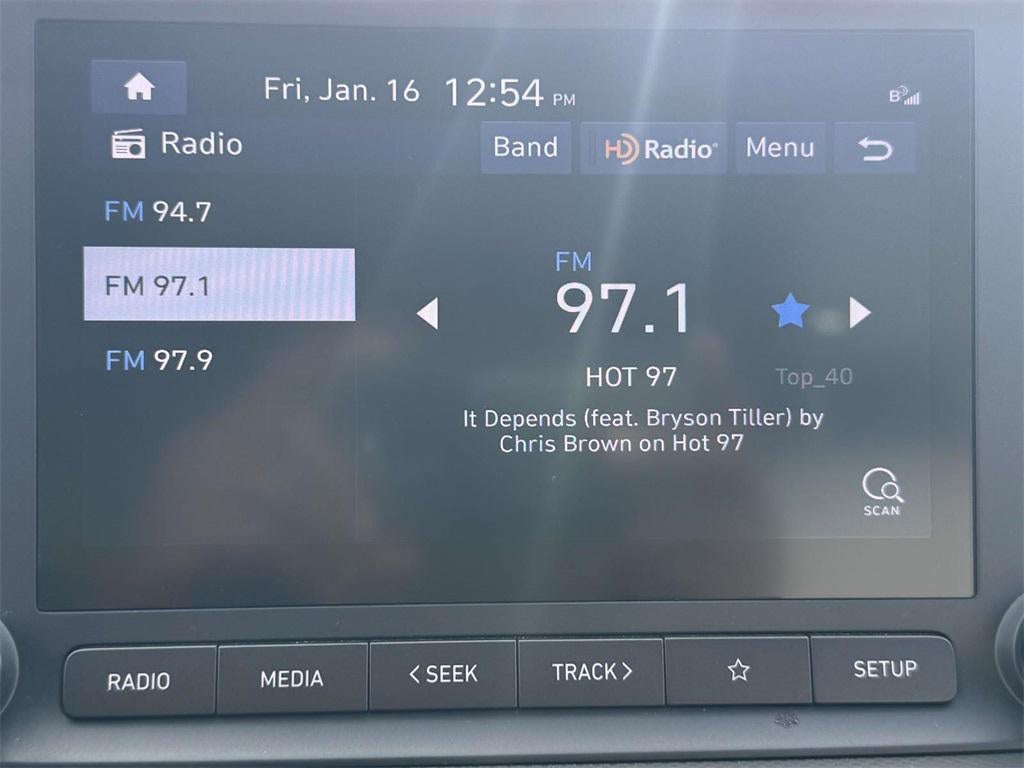 Fri, Jan. 16 12:54 PM B
Radio Band HD Radio Menu
FM 94.7
FM 97.1
FM 97.9
FM
97.1
HOT 97 Top_40
It Depends (feat. Bryson Tiller) by
Chris Brown on Hot 97
SCAN
RADIO MEDIA < SEEK TRACK > SETUP